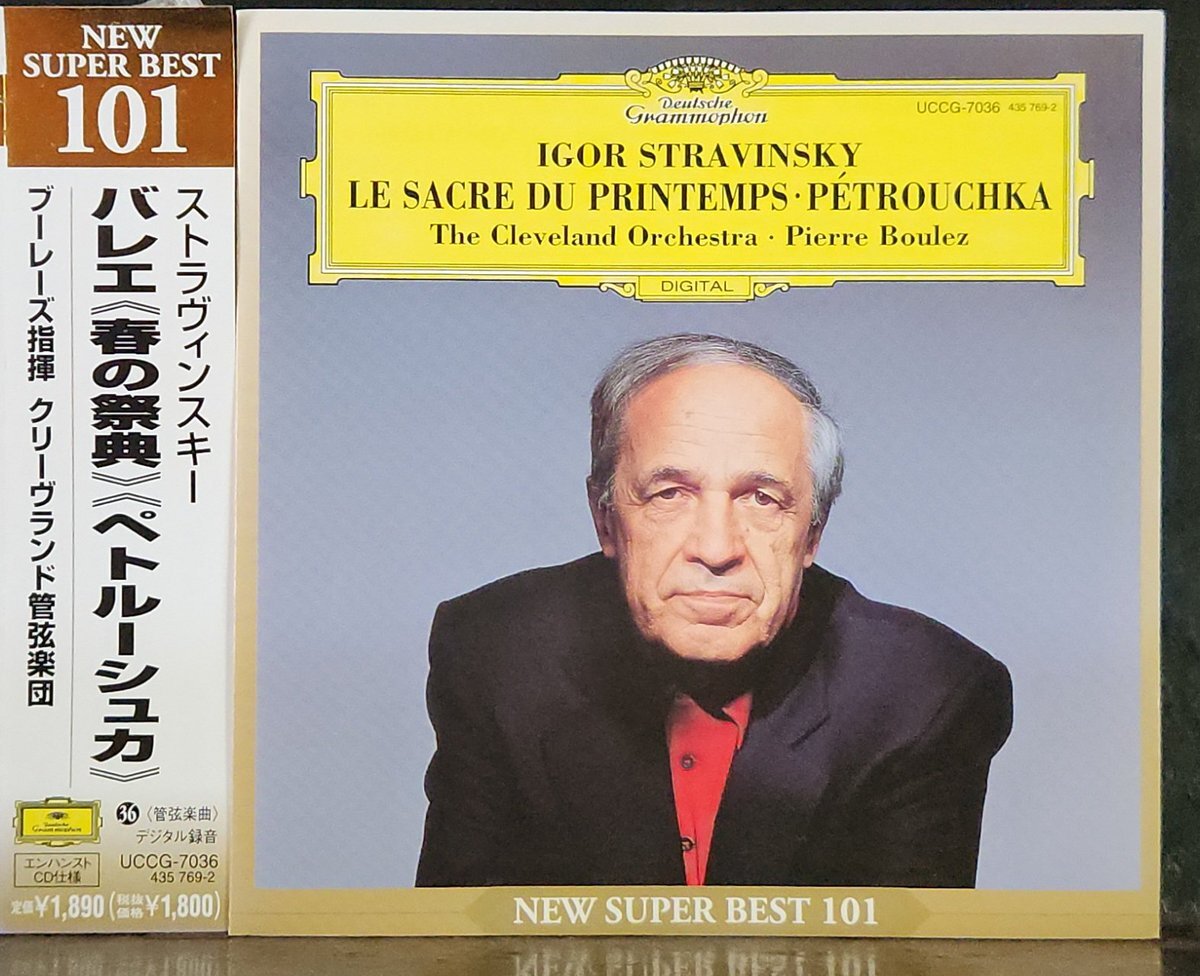 NEW
SUPER BEST
101
ストラヴィンスキー
バレエ《春の祭典》《ペトルーシュカ》
ブーレーズ指揮 クリーヴランド管弦楽団
Deutsche
Grammophon
36 〈管弦楽曲〉
デジタル録音
エンハンスト
CD仕様
UCCG-7036
435 769-2
定価¥1,890(税抜価格¥1,800)
Deutsche
Grammophon
UCCG-7036 435 769-2
IGOR STRAVINSKY
LE SACRE DU PRINTEMPS·PÉTROUCHKA
The Cleveland Orchestra · Pierre Boulez
DIGITAL
NEW SUPER BEST 101